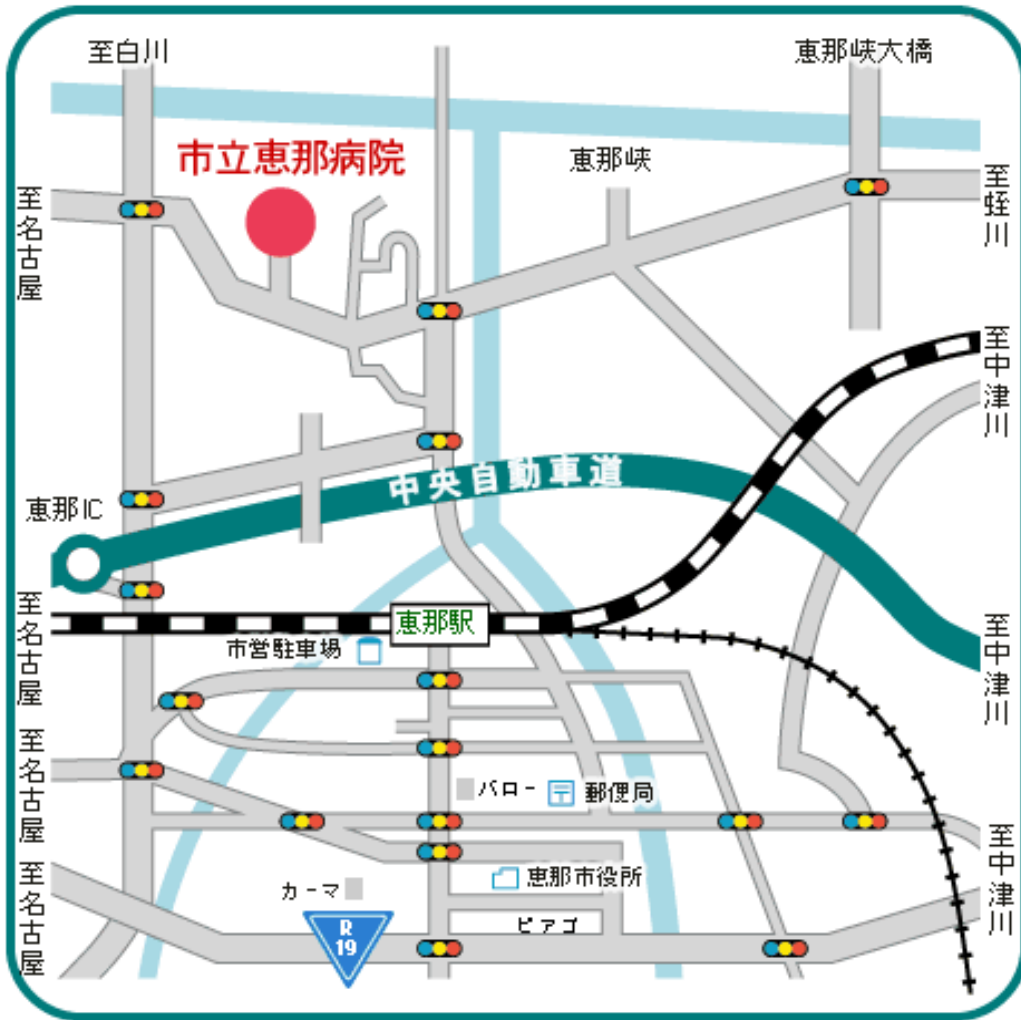 至白川
恵那峡大橋
市立恵那病院
恵那峡
至名古屋
至蛭川
至中津川
中央自動車道
恵那IC
至名古屋
恵那駅
至中津川
市営駐車場
至名古屋
バロー
郵便局
至中津川
至名古屋
カーマ
恵那市役所
ピアゴ
R
19